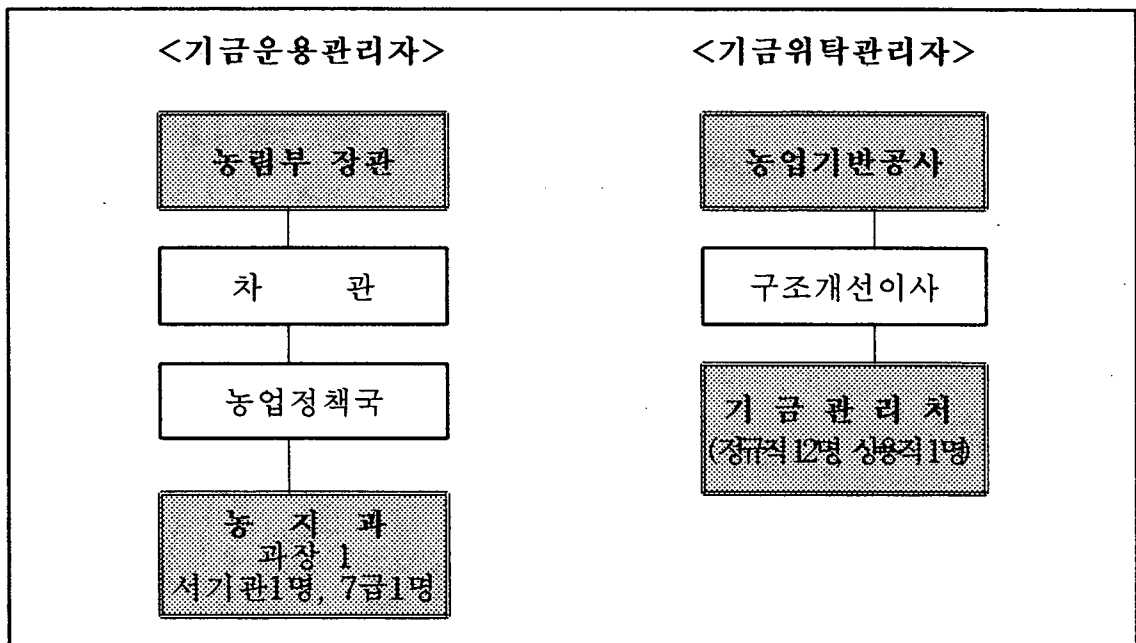 <기금운용관리자>
농림부 장관
차 관
농업정책국
농 지 과
과장 1
서기관1명, 7급1명
<기금위탁관리자>
농업기반공사
구조개선이사
기 금 관 리 처
(정규직 12명, 상용직 1명)